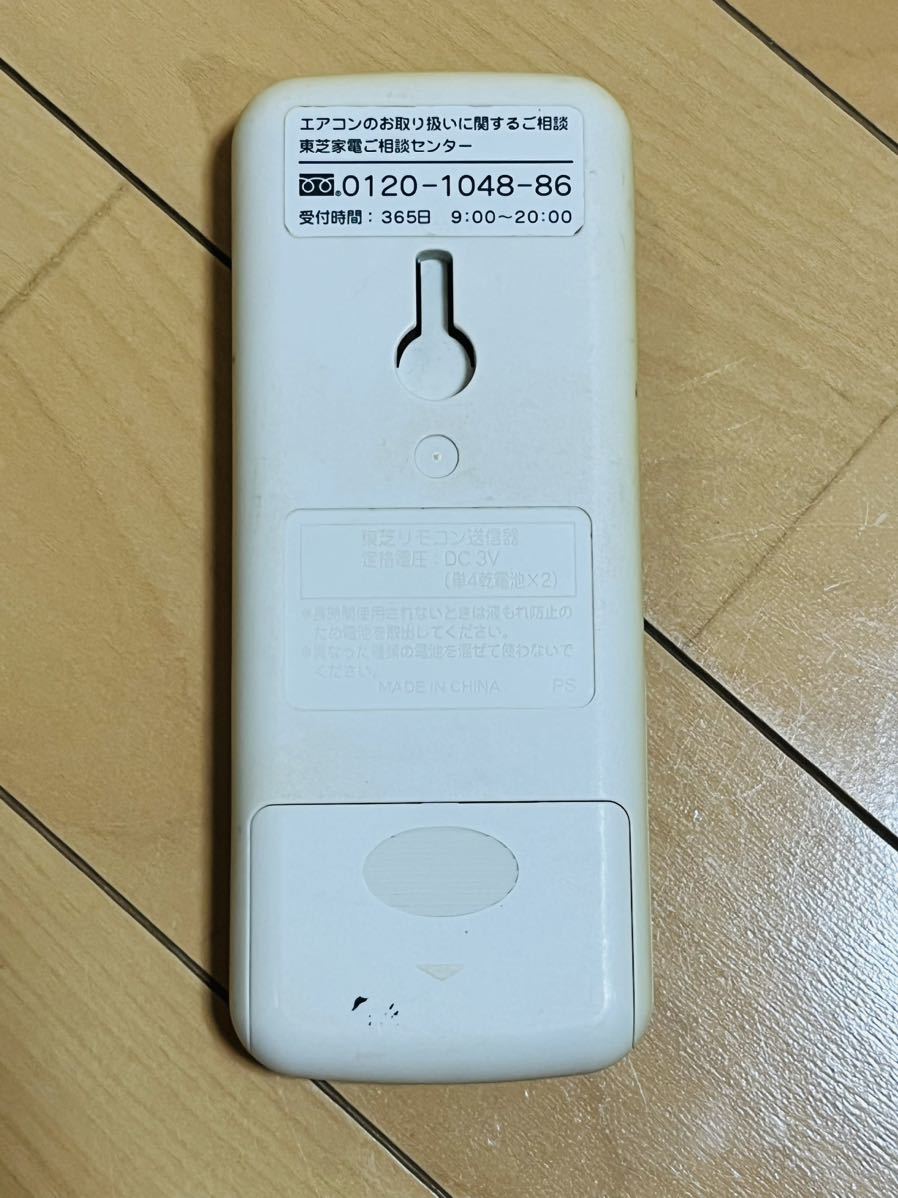 エアコンのお取り扱いに関するご相談
東芝家電ご相談センター
0120-1048-86
受付時間：365日 9:00～20:00
東芝リモコン送信器
定格電圧：DC 3V
(単4乾電池×2)
●長時間使用されないときは液もれ防止の
ため電池を取出してください。
●異なった種類の電池を混ぜて使わないで
ください。
MADE IN CHINA PS